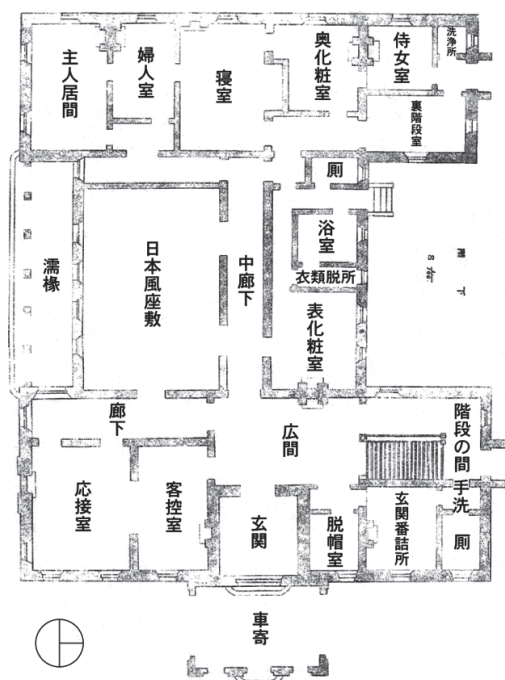 主人居間
婦人室
寝室
奥化粧室
侍女室
洗浄所
裏階段室
厠
濡椽
日本風座敷
中廊下
浴室
衣類脱所
表化粧室
廊下
広間
階段の間
応接室
客控室
玄関
脱帽室
玄関番詰所
手洗
厠
車寄